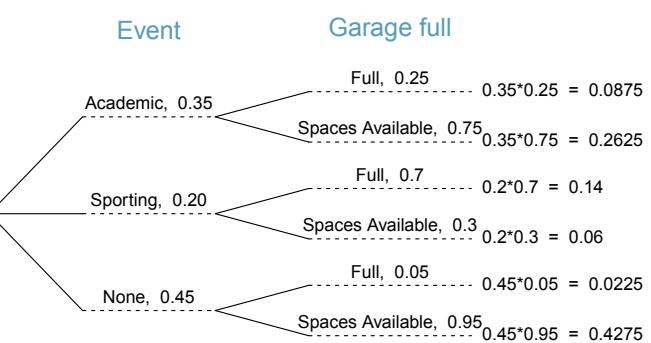 Event
Garage full
Academic, 0.35
Full, 0.25
0.35*0.25 = 0.0875
Spaces Available, 0.75
0.35*0.75 = 0.2625
Sporting, 0.20
Full, 0.7
0.2*0.7 = 0.14
Spaces Available, 0.3
0.2*0.3 = 0.06
None, 0.45
Full, 0.05
0.45*0.05 = 0.0225
Spaces Available, 0.95
0.45*0.95 = 0.4275